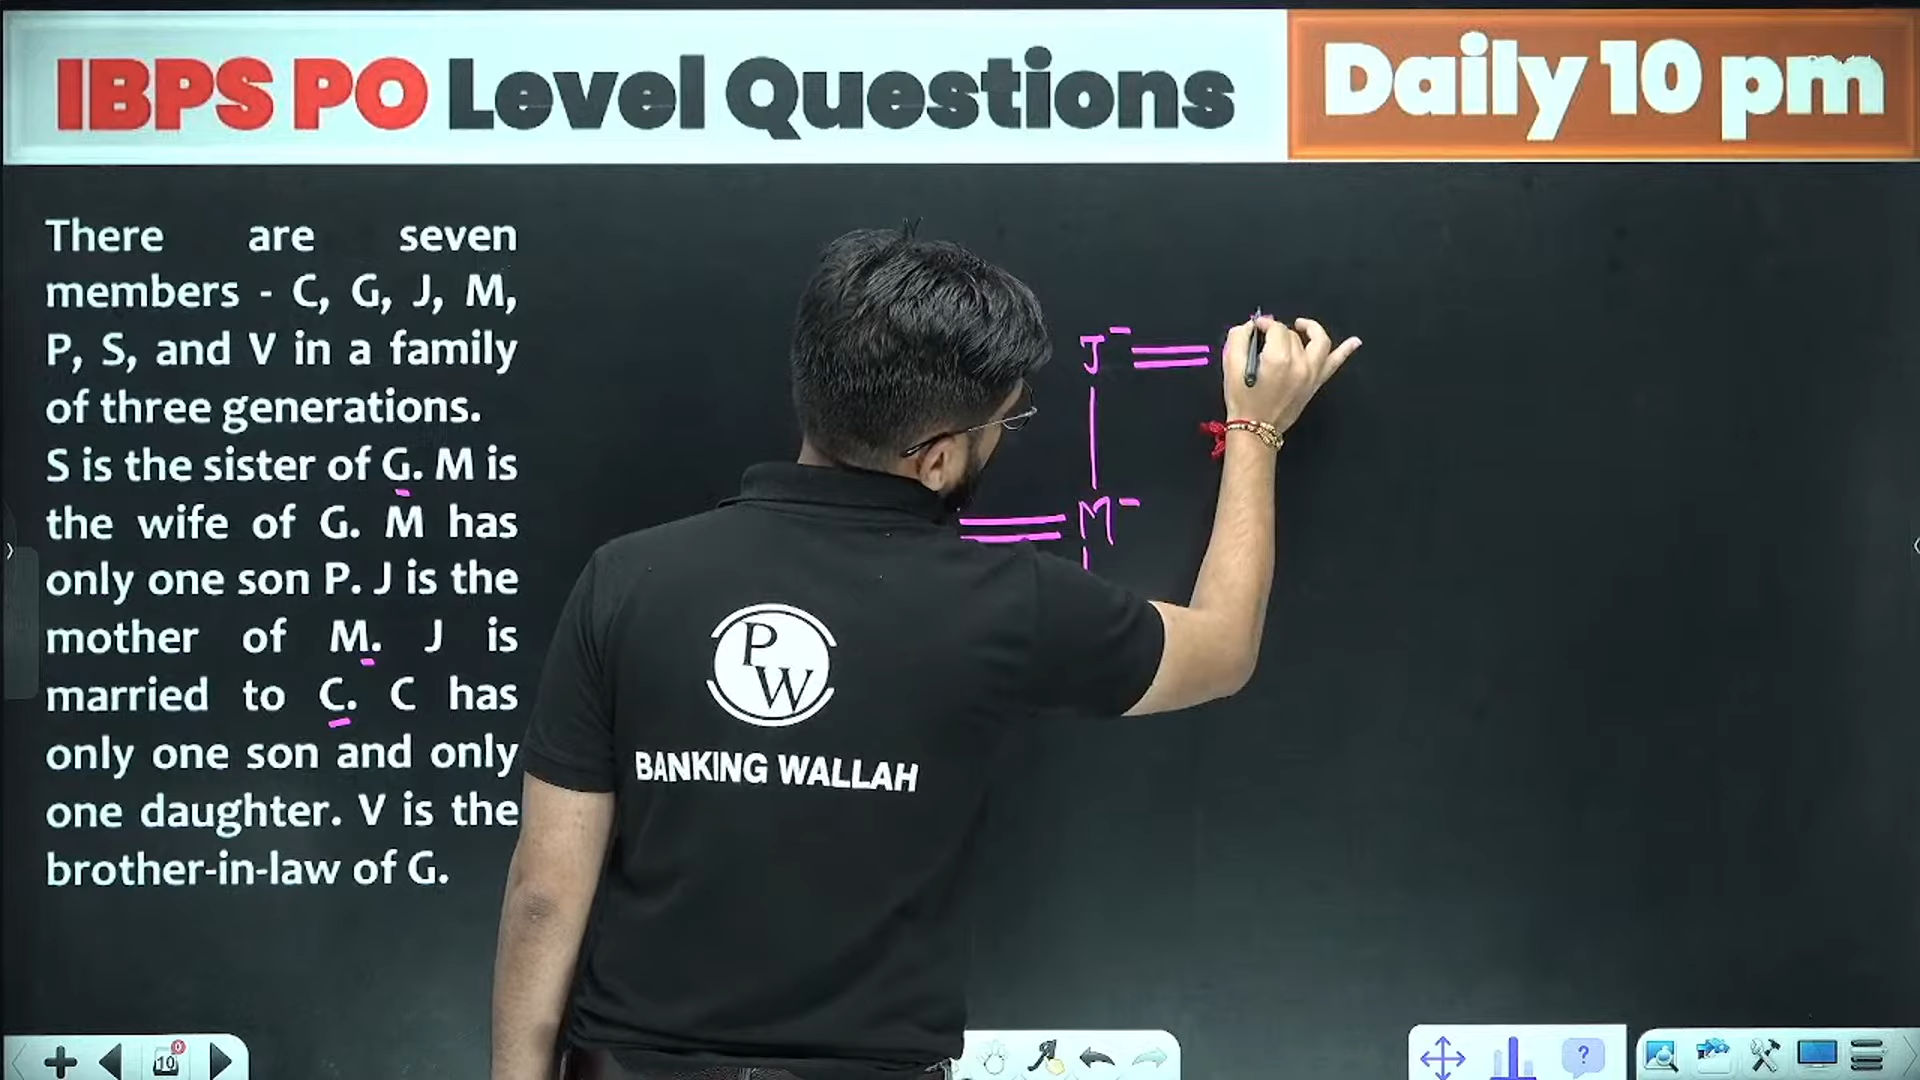 IBPS PO Level Questions
Daily 10 pm
There are seven
members - C, G, J, M,
P, S, and V in a family
of three generations.
S is the sister of G. M is
the wife of G. M has
only one son P. J is the
mother of M. J is
married to C. C has
only one son and only
one daughter. V is the
brother-in-law of G.
J
M
P
W
BANKING WALLAH
10
0
?